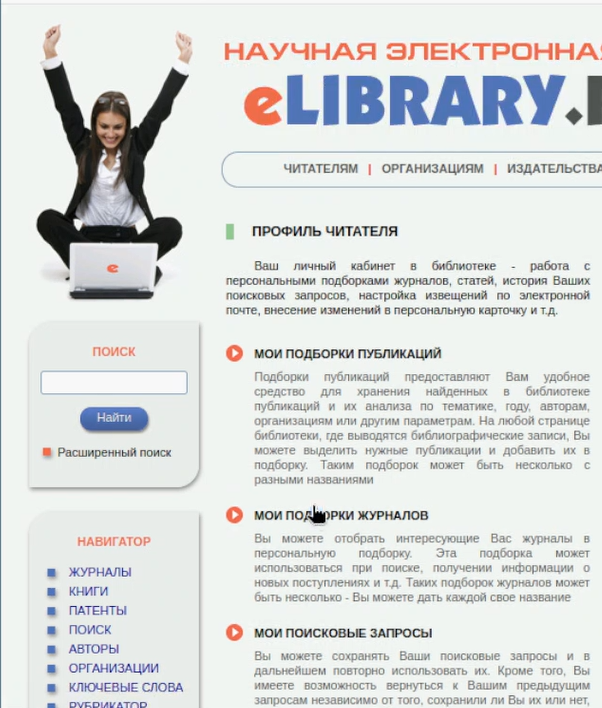 НАУЧНАЯ ЭЛЕКТРОННА
eLIBRARY.
ЧИТАТЕЛЯМ | ОРГАНИЗАЦИЯМ | ИЗДАТЕЛЬСТВА
ПРОФИЛЬ ЧИТАТЕЛЯ
Ваш личный кабинет в библиотеке - работа с
персональными подборками журналов, статей, история Ваших
поисковых запросов, настройка извещений по электронной
почте, внесение изменений в персональную карточку и т.д.
МОИ ПОДБОРКИ ПУБЛИКАЦИЙ
Подборки публикаций предоставляют Вам удобное
средство для хранения найденных в библиотеке
публикаций и их анализа по тематике, году, авторам,
организациям или другим параметрам. На любой странице
библиотеки, где выводятся библиографические записи, Вы
можете выделить нужные публикации и добавить их в
подборку. Таким подборок может быть несколько с
разными названиями
МОИ ПОДБОРКИ ЖУРНАЛОВ
Вы можете отобрать интересующие Вас журналы в
персональную подборку. Эта подборка может
использоваться при поиске, получении информации о
новых поступлениях и т.д. Таких подборок журналов может
быть несколько - Вы можете дать каждой свое название
МОИ ПОИСКОВЫЕ ЗАПРОСЫ
Вы можете сохранять Ваши поисковые запросы и в
дальнейшем повторно использовать их. Кроме того, Вы
имеете возможность вернуться к Вашим предыдущим
запросам независимо от того, сохранили ли Вы их или нет,
ПОИСК
Найти
Расширенный поиск
НАВИГАТОР
ЖУРНАЛЫ
КНИГИ
ПАТЕНТЫ
ПОИСК
АВТОРЫ
ОРГАНИЗАЦИИ
КЛЮЧЕВЫЕ СЛОВА
РУБРИКАТОР